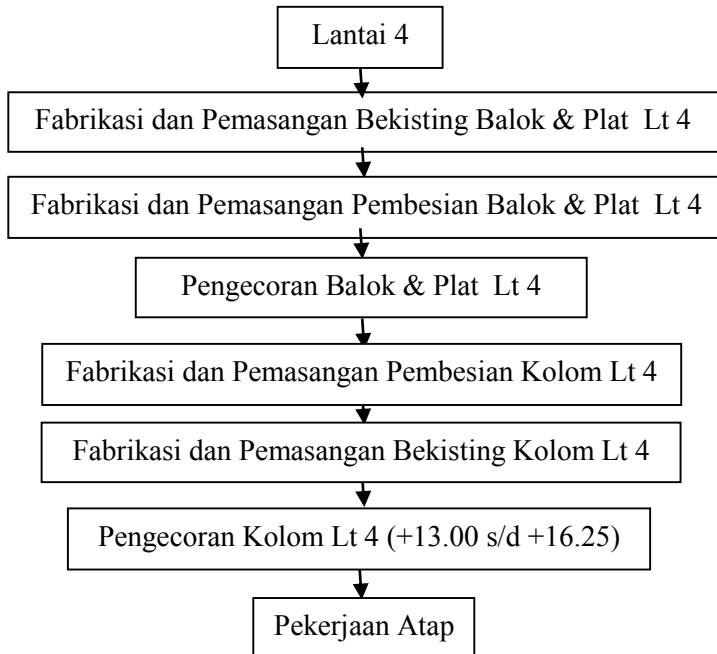 Lantai 4
Fabrikasi dan Pemasangan Bekisting Balok & Plat Lt 4
Fabrikasi dan Pemasangan Pembesian Balok & Plat Lt 4
Pengecoran Balok & Plat Lt 4
Fabrikasi dan Pemasangan Pembesian Kolom Lt 4
Fabrikasi dan Pemasangan Bekisting Kolom Lt 4
Pengecoran Kolom Lt 4 (+13.00 s/d +16.25)
Pekerjaan Atap